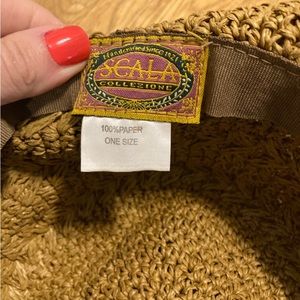 Handcrafted Since 1921
SCALA
COLLEZIONE
100%PAPER
ONE SIZE